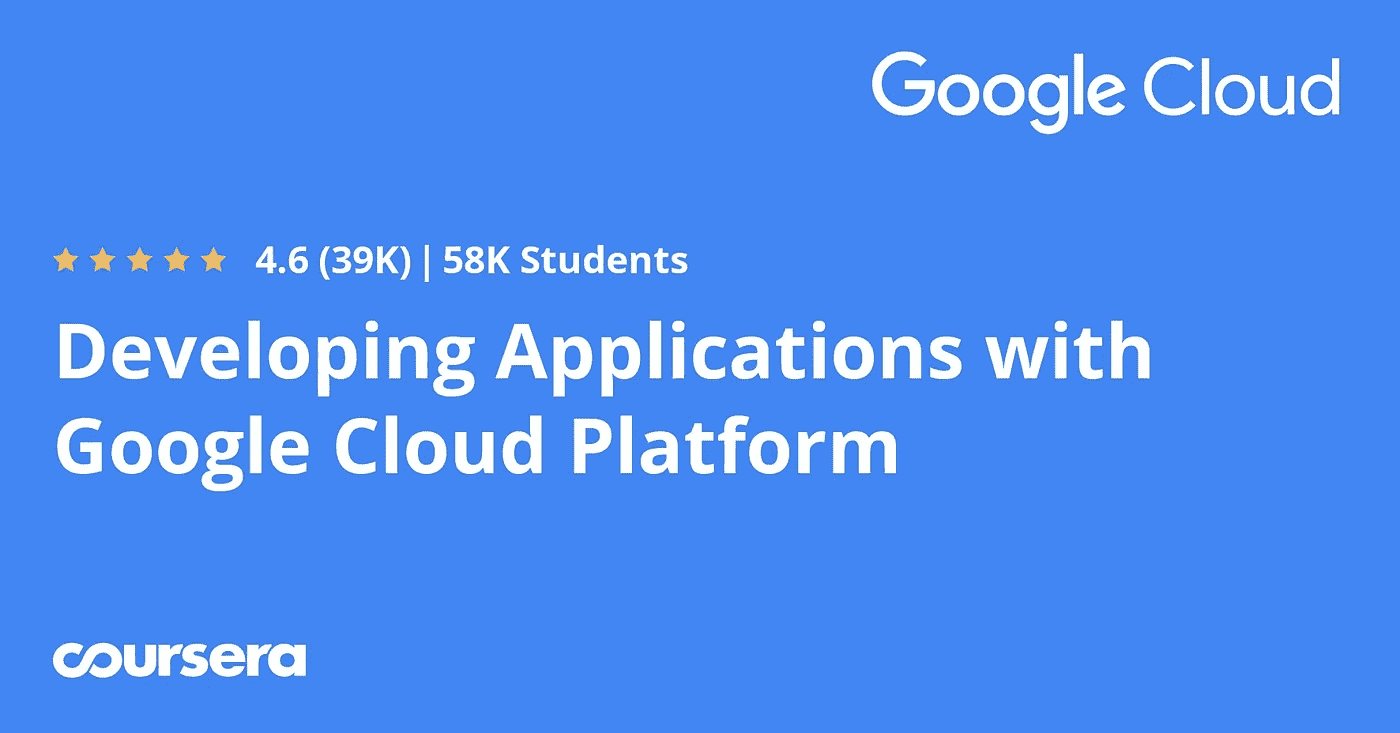 Google Cloud
4.6 (39K) | 58K Students
Developing Applications with
Google Cloud Platform
coursera